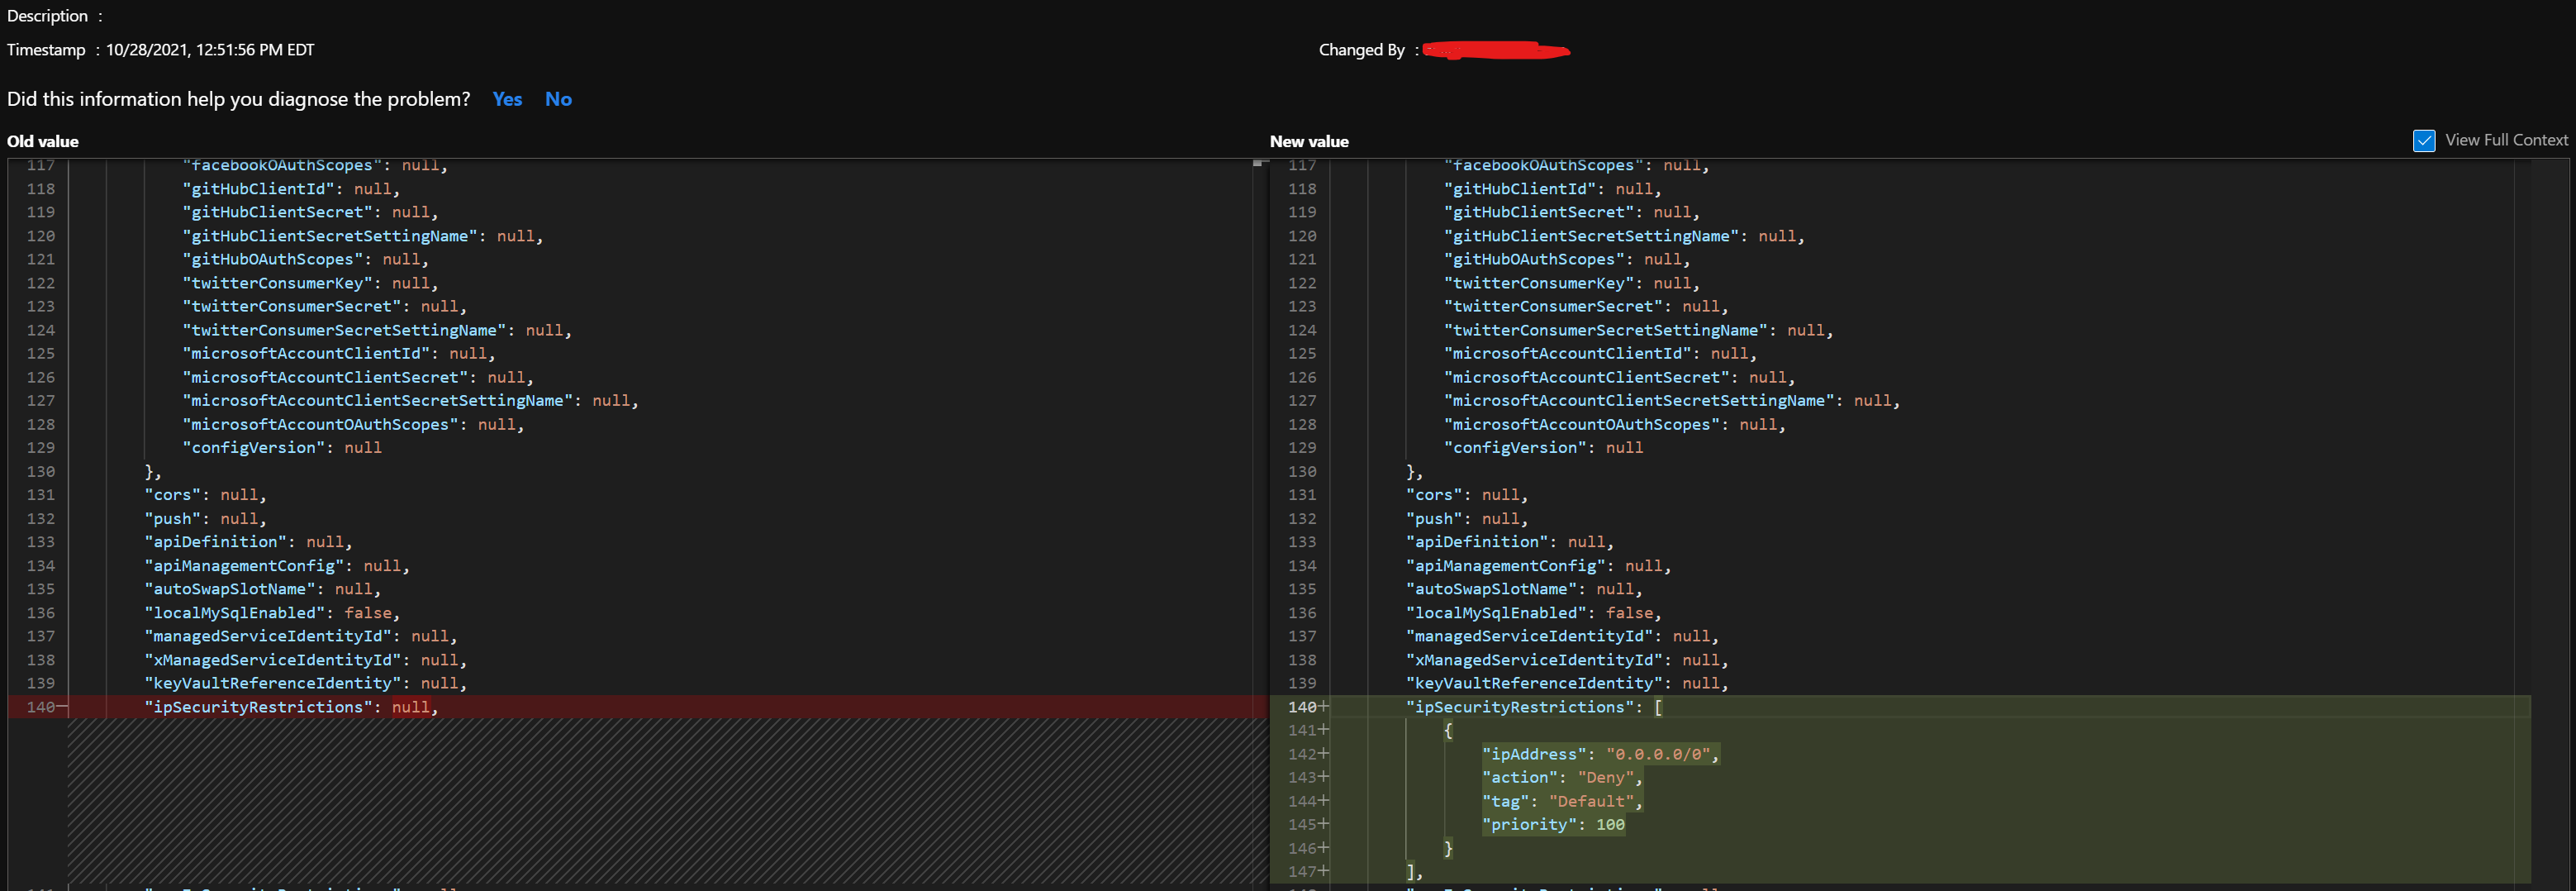 Description :
Timestamp : 10/28/2021, 12:51:56 PM EDT
Changed By :
Did this information help you diagnose the problem? Yes No
Old value
117 "facebookOAuthScopes": null,
118 "gitHubClientId": null,
119 "gitHubClientSecret": null,
120 "gitHubClientSecretSettingName": null,
121 "gitHubOAuthScopes": null,
122 "twitterConsumerKey": null,
123 "twitterConsumerSecret": null,
124 "twitterConsumerSecretSettingName": null,
125 "microsoftAccountClientId": null,
126 "microsoftAccountClientSecret": null,
127 "microsoftAccountClientSecretSettingName": null,
128 "microsoftAccountOAuthScopes": null,
129 "configVersion": null
130 },
131 "cors": null,
132 "push": null,
133 "apiDefinition": null,
134 "apiManagementConfig": null,
135 "autoSwapSlotName": null,
136 "localMySqlEnabled": false,
137 "managedServiceIdentityId": null,
138 "xManagedServiceIdentityId": null,
139 "keyVaultReferenceIdentity": null,
140− "ipSecurityRestrictions": null,
New value
View Full Context
117 "facebookOAuthScopes": null,
118 "gitHubClientId": null,
119 "gitHubClientSecret": null,
120 "gitHubClientSecretSettingName": null,
121 "gitHubOAuthScopes": null,
122 "twitterConsumerKey": null,
123 "twitterConsumerSecret": null,
124 "twitterConsumerSecretSettingName": null,
125 "microsoftAccountClientId": null,
126 "microsoftAccountClientSecret": null,
127 "microsoftAccountClientSecretSettingName": null,
128 "microsoftAccountOAuthScopes": null,
129 "configVersion": null
130 },
131 "cors": null,
132 "push": null,
133 "apiDefinition": null,
134 "apiManagementConfig": null,
135 "autoSwapSlotName": null,
136 "localMySqlEnabled": false,
137 "managedServiceIdentityId": null,
138 "xManagedServiceIdentityId": null,
139 "keyVaultReferenceIdentity": null,
140+ "ipSecurityRestrictions": [
141+ {
142+ "ipAddress": "0.0.0.0/0",
143+ "action": "Deny",
144+ "tag": "Default",
145+ "priority": 100
146+ }
147+ ],